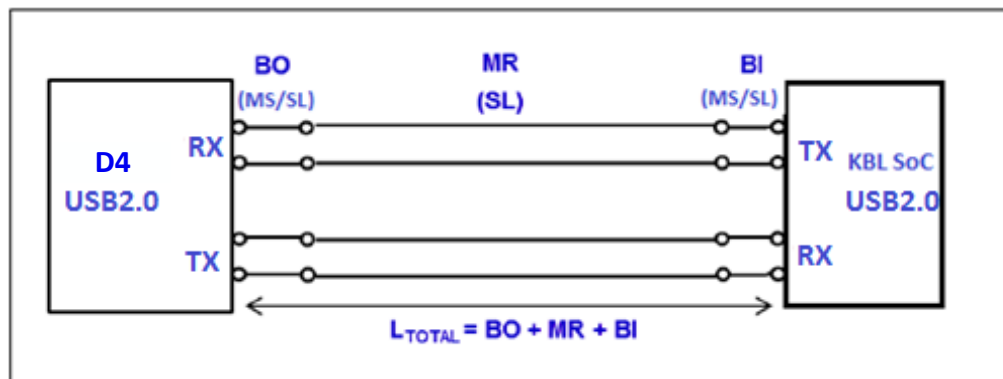 BO
(MS/SL)
MR
(SL)
BI
(MS/SL)
D4
USB2.0
RX
TX
TX
RX
KBL SoC
USB2.0
L_TOTAL = BO + MR + BI